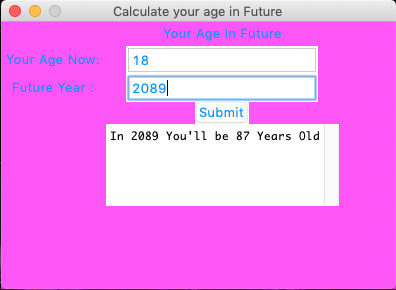 Calculate your age in Future
Your Age In Future
Your Age Now: 18
Future Year : 2089
Submit
In 2089 You'll be 87 Years Old